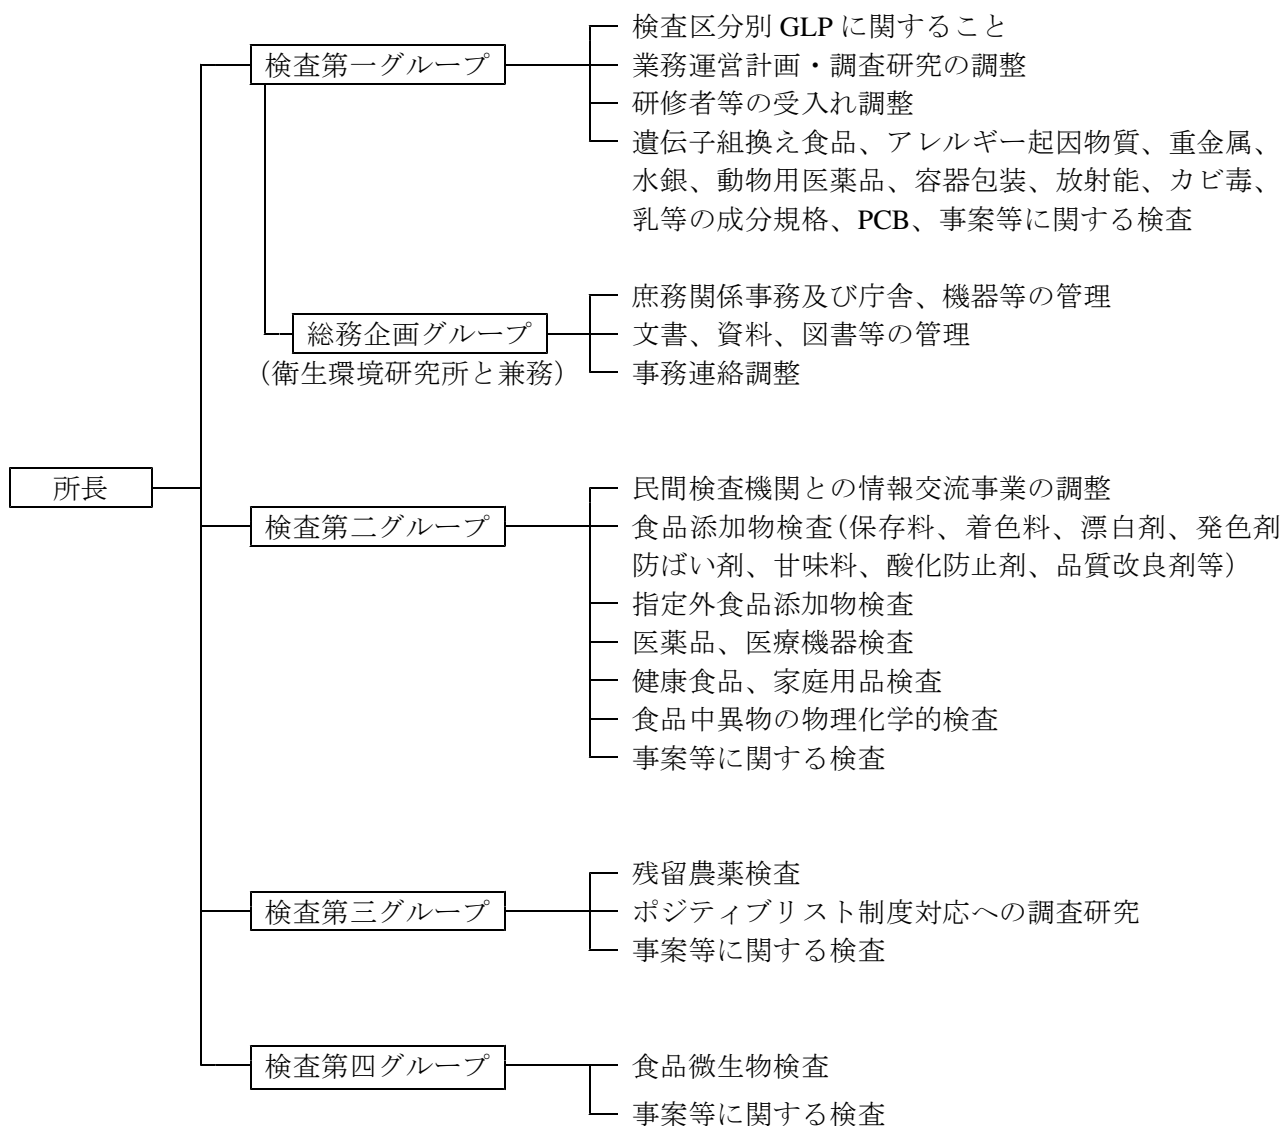 検査第一グループ
検査区分別 GLP に関すること
業務運営計画・調査研究の調整
研修者等の受入れ調整
遺伝子組換え食品、アレルギー起因物質、重金属、
水銀、動物用医薬品、容器包装、放射能、カビ毒、
乳等の成分規格、PCB、事案等に関する検査
総務企画グループ
（衛生環境研究所と兼務）
庶務関係事務及び庁舎、機器等の管理
文書、資料、図書等の管理
事務連絡調整
所長
検査第二グループ
民間検査機関との情報交流事業の調整
食品添加物検査（保存料、着色料、漂白剤、発色剤
防ばい剤、甘味料、酸化防止剤、品質改良剤等）
指定外食品添加物検査
医薬品、医療機器検査
健康食品、家庭用品検査
食品中異物の物理化学的検査
事案等に関する検査
検査第三グループ
残留農薬検査
ポジティブリスト制度対応への調査研究
事案等に関する検査
検査第四グループ
食品微生物検査
事案等に関する検査